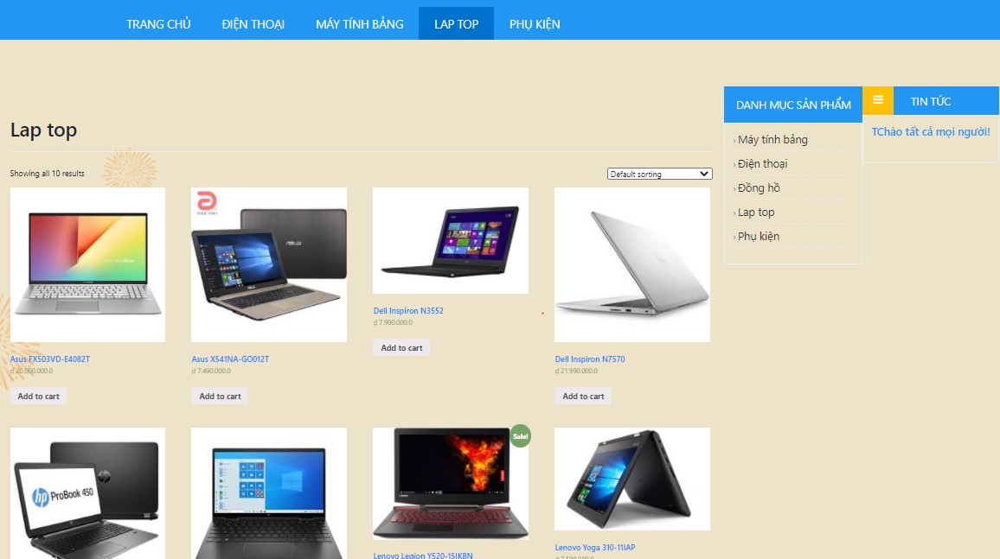 TRANG CHỦ ĐIỆN THOẠI MÁY TÍNH BẢNG LAP TOP PHỤ KIỆN
DANH MỤC SẢN PHẨM
TIN TỨC
Lap top
TChào tất cả mọi người!
› Máy tính bảng
› Điện thoại
› Đồng hồ
› Lap top
› Phụ kiện
Showing all 10 results
Default sorting
ASUS
Asus FX503VD-E4082T
₫ 20.000.000.0
Add to cart
Asus X541NA-GO012T
₫ 7.490.000.0
Add to cart
Dell Inspiron N3552
₫ 7.990.000.0
Add to cart
Dell Inspiron N7570
₫ 21.990.000.0
Add to cart
hp ProBook 450
Sale!
Lenovo Legion Y520-15IKBN
Lenovo Yoga 310-11IAP